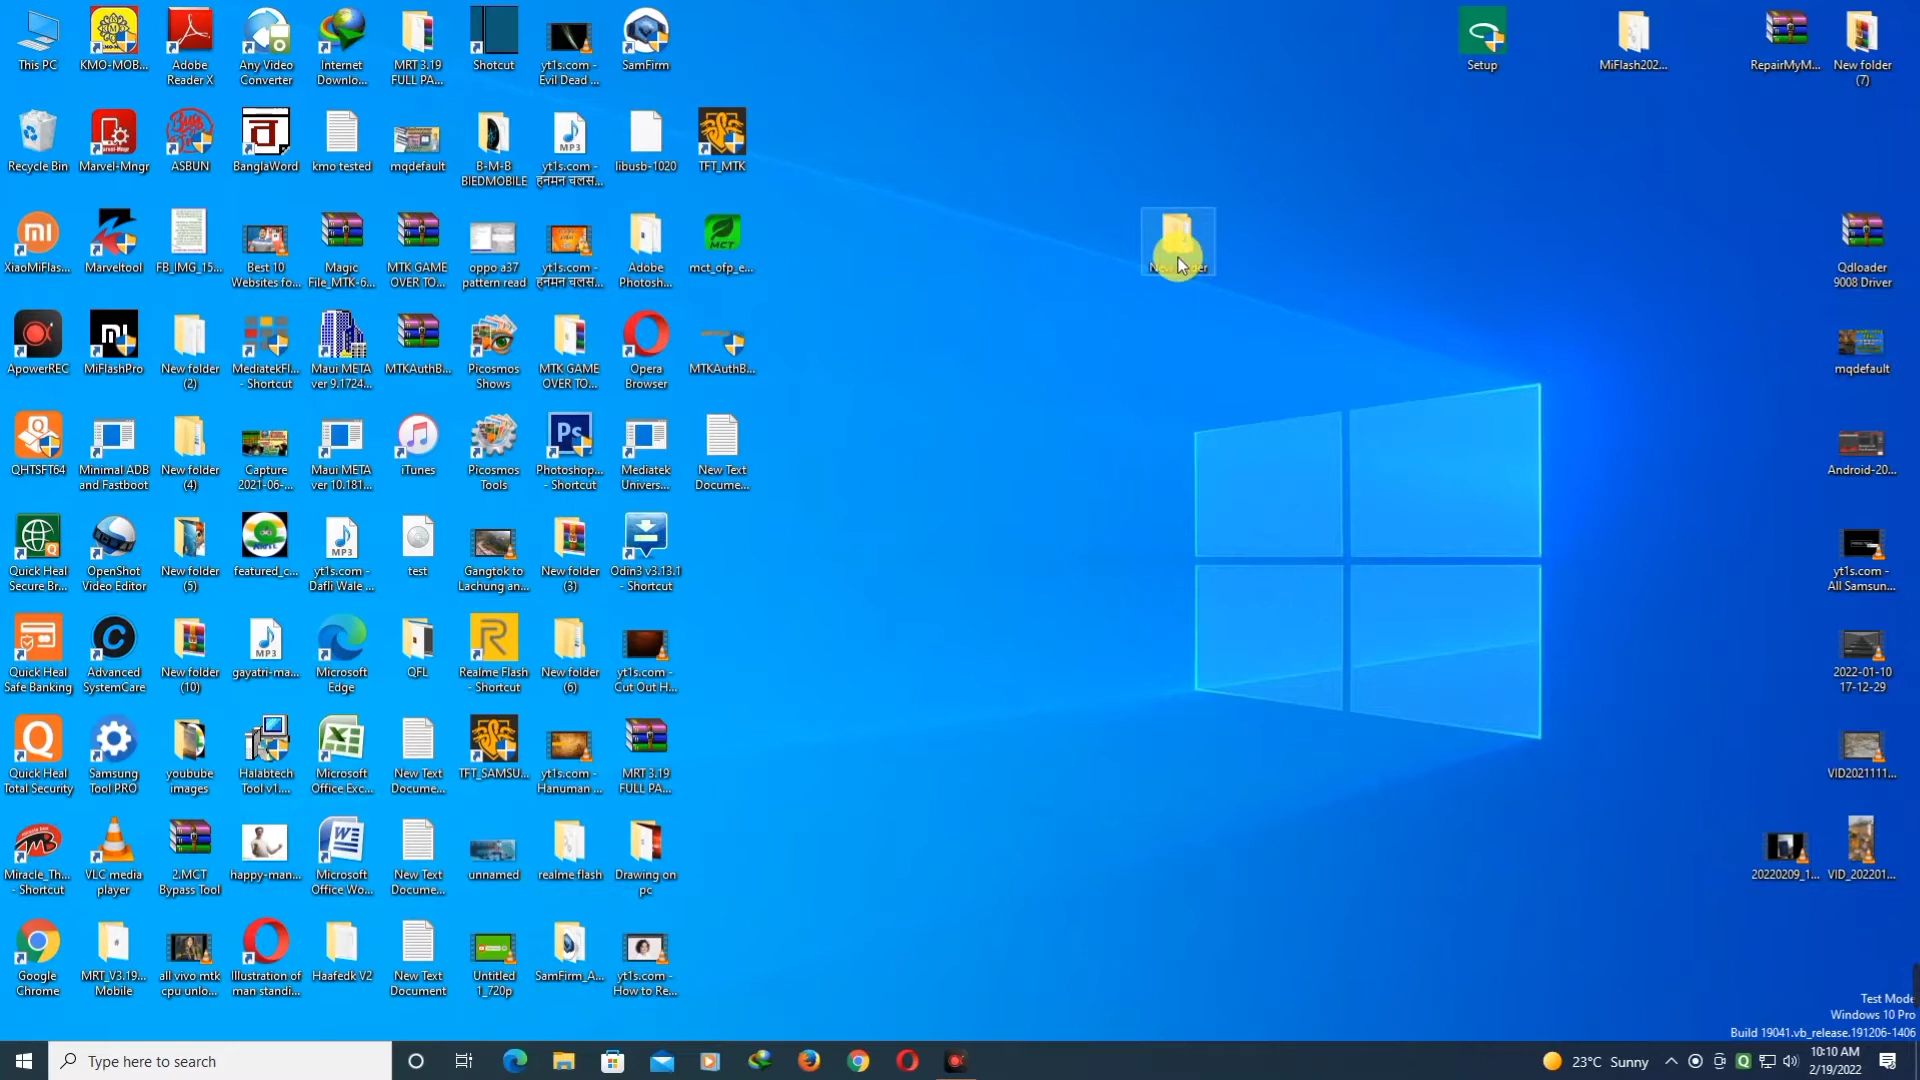 This PC
KMO-MOB...
Adobe
Reader X
Any Video
Converter
Internet
Downlo...
MRT 3.19
FULL PA...
Shotcut
yt1s.com -
Evil Dead ...
SamFirm
Setup
MiFlash202...
RepairMyM...
New folder
(7)
Recycle Bin
Marvel-Mngr
ASBUN
BanglaWord
kmo tested
mqdefault
B-M-B
BIEDMOBILE
MP3
yt1s.com -
हनमन चलस...
libusb-1020
TFT_MTK
XiaoMiFlas...
Marveltool
FB_IMG_15...
Best 10
Websites fo...
Magic
File_MTK-6...
MTK GAME
OVER TO...
oppo a37
pattern read
yt1s.com -
हनमन चलस...
Adobe
Photosh...
MCT
mct_ofp_e...
Qdloader
9008 Driver
ApowerREC
MiFlashPro
New folder
(2)
MediatekFl...
- Shortcut
Maui META
ver 9.1724...
MTKAuthB...
Picosmos
Shows
MTK GAME
OVER TO...
Opera
Browser
MTKAuthB...
mqdefault
QHTSFT64
Minimal ADB
and Fastboot
New folder
(4)
Capture
2021-06-...
Maui META
ver 10.181...
iTunes
Picosmos
Tools
Ps
Photoshop...
- Shortcut
Mediatek
Univers...
New Text
Docume...
Android-20...
Quick Heal
Secure Br...
OpenShot
Video Editor
New folder
(5)
featured_c...
MP3
yt1s.com -
Dafli Wale ...
test
Gangtok to
Lachung an...
New folder
(3)
Odin3 v3.13.1
- Shortcut
yt1s.com -
All Samsun...
Quick Heal
Safe Banking
Advanced
SystemCare
New folder
(10)
MP3
gayatri-ma...
Microsoft
Edge
QFL
Realme Flash
- Shortcut
New folder
(6)
yt1s.com -
Cut Out H...
2022-01-10
17-12-29
Quick Heal
Total Security
Samsung
Tool PRO
youbube
images
Halabtech
Tool v1....
Microsoft
Office Exc...
New Text
Docume...
TFT_SAMSU...
yt1s.com -
Hanuman ...
MRT 3.19
FULL PA...
VID2021111...
Miracle_Th...
- Shortcut
VLC media
player
2.MCT
Bypass Tool
happy-man...
Microsoft
Office Wo...
New Text
Docume...
unnamed
realme flash
Drawing on
pc
20220209_1...
VID_202201...
Google
Chrome
MRT_V3.19...
Mobile
all vivo mtk
cpu unlo...
Illustration of
man standi...
Haafedk V2
New Text
Document
Untitled
1_720p
SamFirm_A...
yt1s.com -
How to Re...
Test Mode
Windows 10 Pro
Build 19041.vb_release.191206-1406
Type here to search
23°C Sunny
10:10 AM
2/19/2022